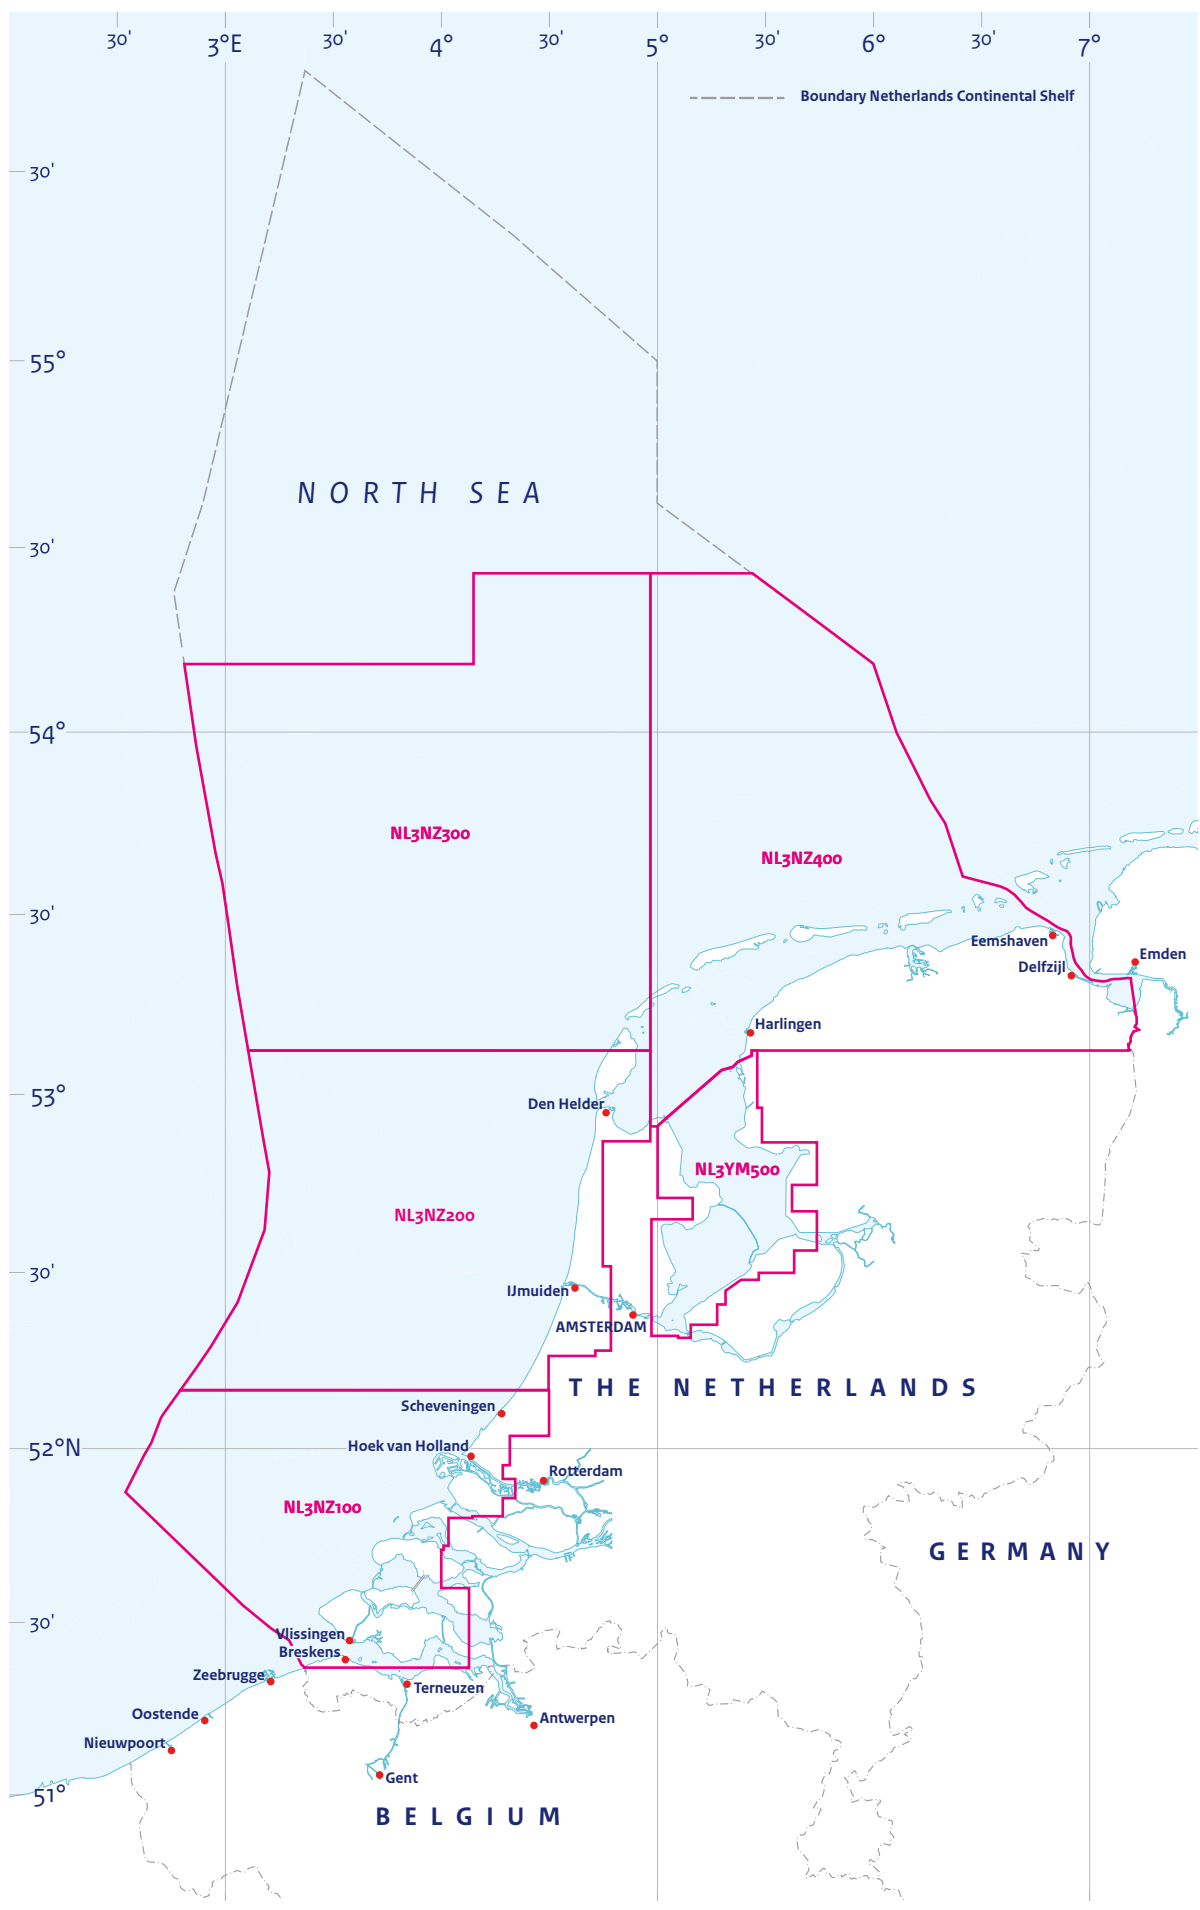 30'
3°E
30'
4°
30'
5°
30'
6°
30'
7°
Boundary Netherlands Continental Shelf
30'
55°
NORTH SEA
30'
54°
NL3NZ300
NL3NZ400
30'
Eemshaven
Emden
Delfzijl
Harlingen
53°
Den Helder
NL3YM500
NL3NZ200
30'
IJmuiden
AMSTERDAM
THE NETHERLANDS
Scheveningen
52°N
Hoek van Holland
Rotterdam
NL3NZ100
GERMANY
30'
Vlissingen
Breskens
Zeebrugge
Terneuzen
Oostende
Antwerpen
Nieuwpoort
Gent
51°
BELGIUM